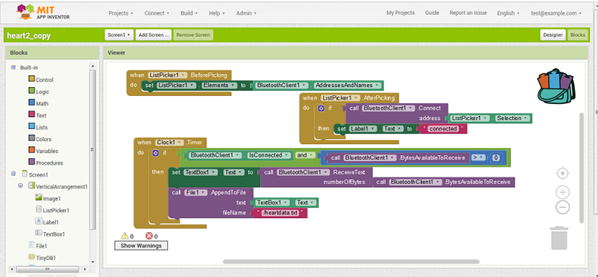 MIT
APP INVENTOR
Projects Connect Build Help Admin My Projects Guide Report an Issue English test@example.com
heart2_copy Screen1 Add Screen ... Remove Screen Designer Blocks
Blocks Viewer
Built-in
Control
Logic
Math
Text
Lists
Colors
Variables
Procedures
Screen1
VerticalArrangement1
Image1
ListPicker1
Label1
TextBox1
File1
TinyDB1
when ListPicker1 .BeforePicking
do set ListPicker1 . Elements to BluetoothClient1 . AddressesAndNames
when ListPicker1 .AfterPicking
do if call BluetoothClient1 .Connect
address ListPicker1 . Selection
then set Label1 . Text to " connected "
when Clock1 .Timer
do if BluetoothClient1 . IsConnected and call BluetoothClient1 .BytesAvailableToReceive > 0
then set TextBox1 . Text to call BluetoothClient1 .ReceiveText
numberOfBytes call BluetoothClient1 .BytesAvailableToReceive
call File1 .AppendToFile
text TextBox1 . Text
fileName " /heartdata.txt "
0 0
Show Warnings